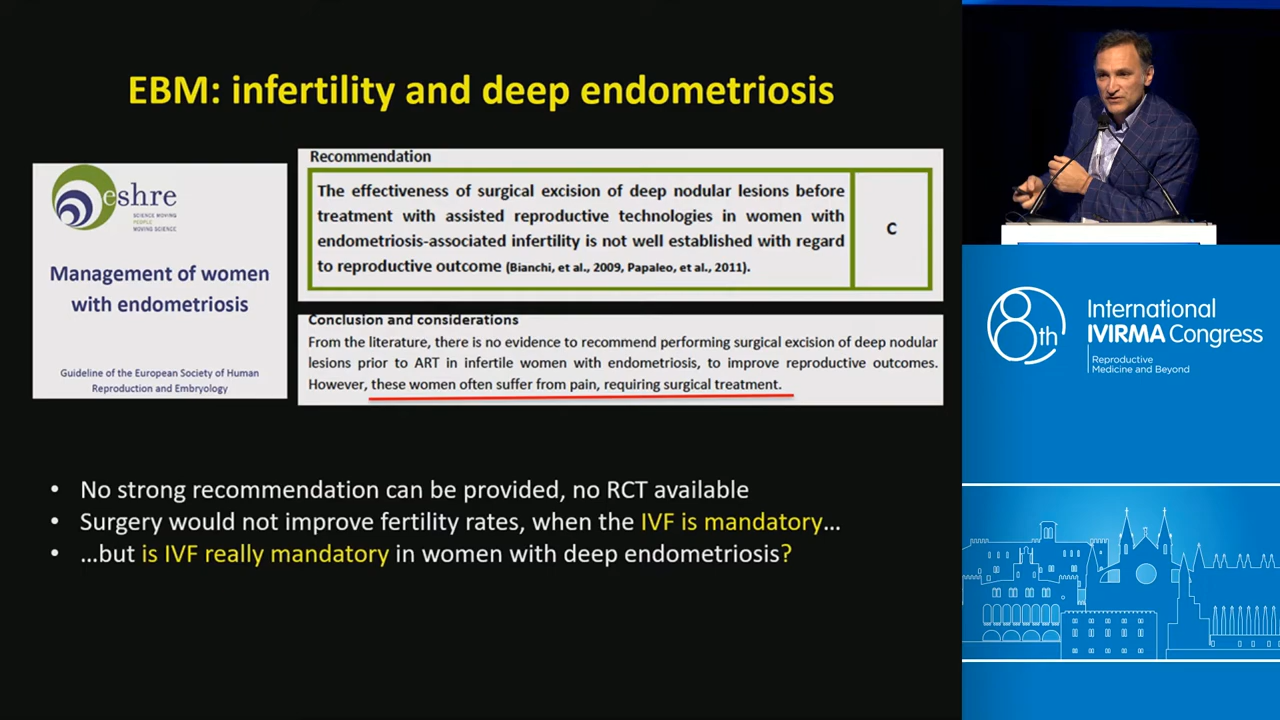 EBM: infertility and deep endometriosis
eshre
SCIENCE MOVING
PEOPLE
MOVING SCIENCE
Management of women
with endometriosis
Guideline of the European Society of Human
Reproduction and Embryology
Recommendation
The effectiveness of surgical excision of deep nodular lesions before
treatment with assisted reproductive technologies in women with
endometriosis-associated infertility is not well established with regard
to reproductive outcome (Bianchi, et al., 2009, Papaleo, et al., 2011).
C
Conclusion and considerations
From the literature, there is no evidence to recommend performing surgical excision of deep nodular
lesions prior to ART in infertile women with endometriosis, to improve reproductive outcomes.
However, these women often suffer from pain, requiring surgical treatment.
• No strong recommendation can be provided, no RCT available
• Surgery would not improve fertility rates, when the IVF is mandatory…
• …but is IVF really mandatory in women with deep endometriosis?
8th
International
IVIRMA Congress
Reproductive
Medicine and Beyond